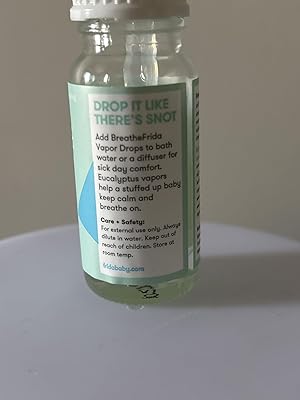 DROP IT LIKE
THERE'S SNOT
Add BreatheFrida
Vapor Drops to bath
water or a diffuser for
sick day comfort.
Eucalyptus vapors
help a stuffed up baby
keep calm and
breathe on.
Care + Safety:
For external use only. Always
dilute in water. Keep out of
reach of children. Store at
room temp.
fridababy.com